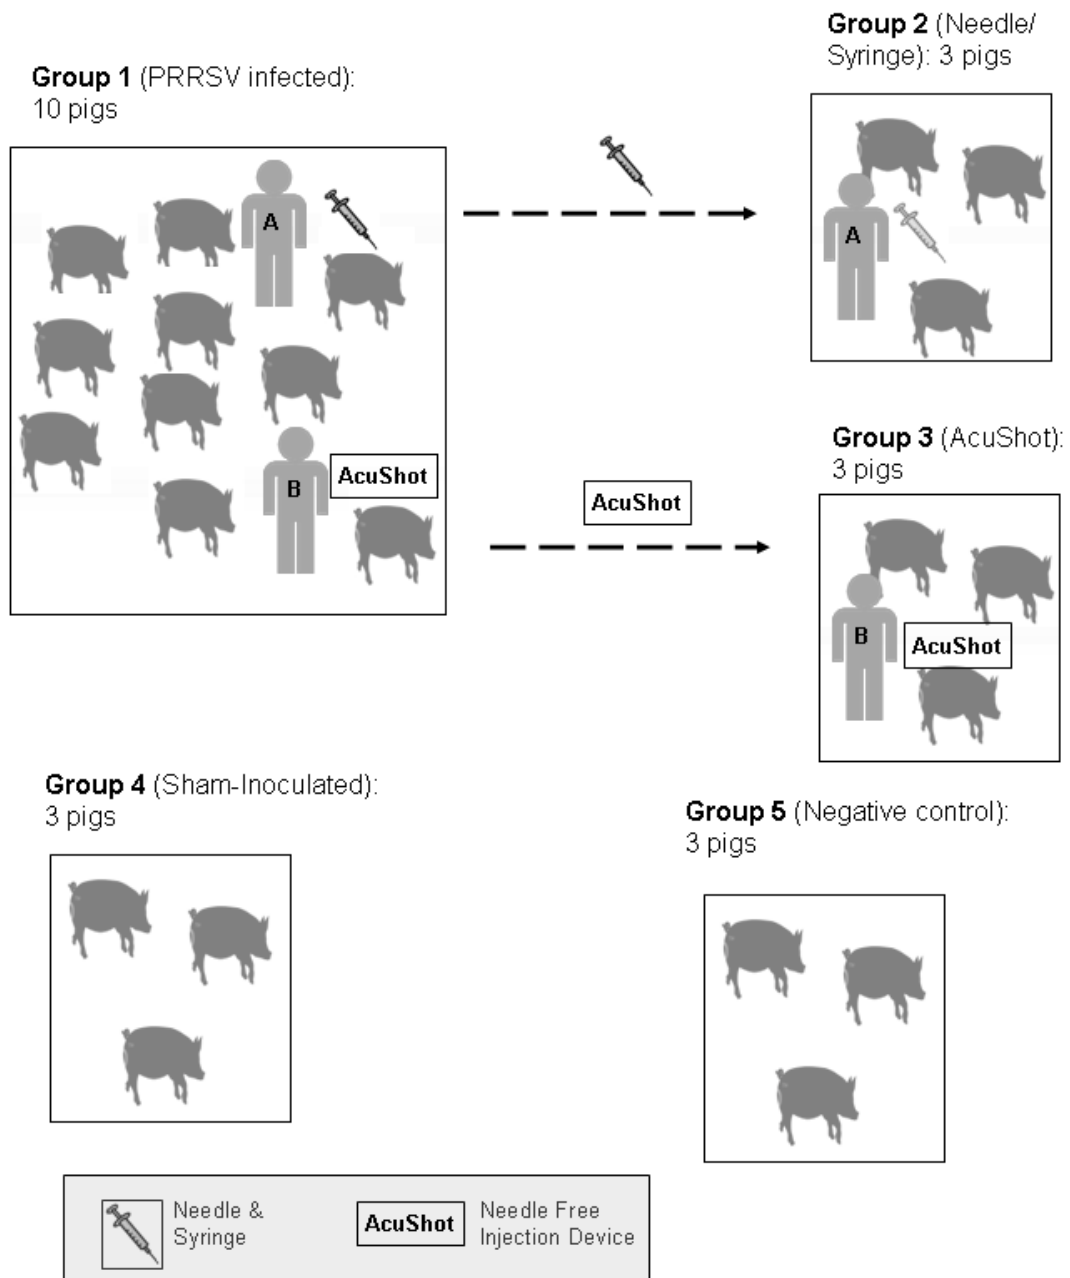 Group 2 (Needle/
Syringe): 3 pigs
Group 1 (PRRSV infected):
10 pigs
A
A
Group 3 (AcuShot):
3 pigs
B
AcuShot
AcuShot
B
AcuShot
Group 4 (Sham-Inoculated):
3 pigs
Group 5 (Negative control):
3 pigs
Needle &
Syringe
AcuShot
Needle Free
Injection Device